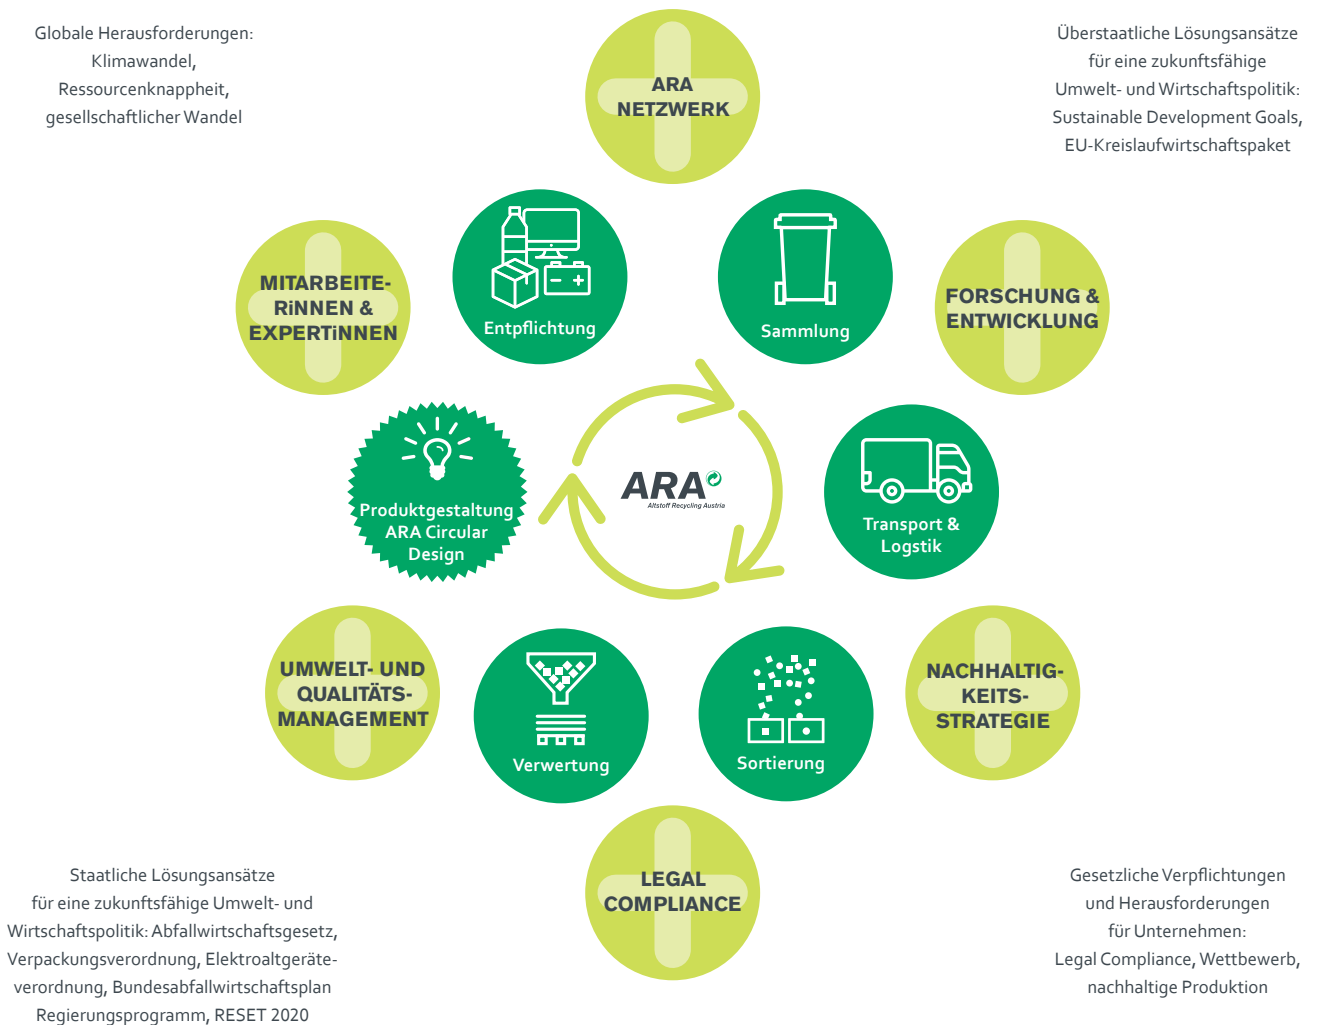 Globale Herausforderungen:
Klimawandel,
Ressourcenknappheit,
gesellschaftlicher Wandel
Überstaatliche Lösungsansätze
für eine zukunftsfähige
Umwelt- und Wirtschaftspolitik:
Sustainable Development Goals,
EU-Kreislaufwirtschaftspaket
ARA
NETZWERK
MITARBEITE-
RiNNEN &
EXPERTiNNEN
Entpflichtung
Sammlung
FORSCHUNG &
ENTWICKLUNG
Produktgestaltung
ARA Circular
Design
ARA
Altstoff Recycling Austria
Transport &
Logstik
UMWELT- UND
QUALITÄTS-
MANAGEMENT
Verwertung
Sortierung
NACHHALTIG-
KEITS-
STRATEGIE
LEGAL
COMPLIANCE
Staatliche Lösungsansätze
für eine zukunftsfähige Umwelt- und
Wirtschaftspolitik: Abfallwirtschaftsgesetz,
Verpackungsverordnung, Elektroaltgeräte-
verordnung, Bundesabfallwirtschaftsplan
Regierungsprogramm, RESET 2020
Gesetzliche Verpflichtungen
und Herausforderungen
für Unternehmen:
Legal Compliance, Wettbewerb,
nachhaltige Produktion